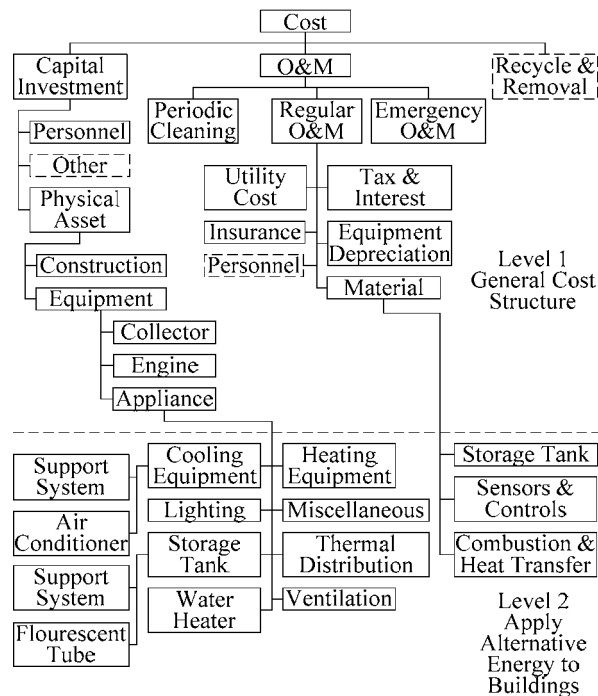 Cost
Capital
Investment
O&M
Recycle &
Removal
Periodic
Cleaning
Regular
O&M
Emergency
O&M
Personnel
Other
Physical
Asset
Utility
Cost
Tax &
Interest
Insurance
Equipment
Depreciation
Personnel
Material
Construction
Equipment
Collector
Engine
Appliance
Level 1
General Cost
Structure
Support
System
Cooling
Equipment
Heating
Equipment
Storage Tank
Air
Conditioner
Lighting
Miscellaneous
Sensors &
Controls
Support
System
Storage
Tank
Thermal
Distribution
Combustion &
Heat Transfer
Flourescent
Tube
Water
Heater
Ventilation
Level 2
Apply
Alternative
Energy to
Buildings